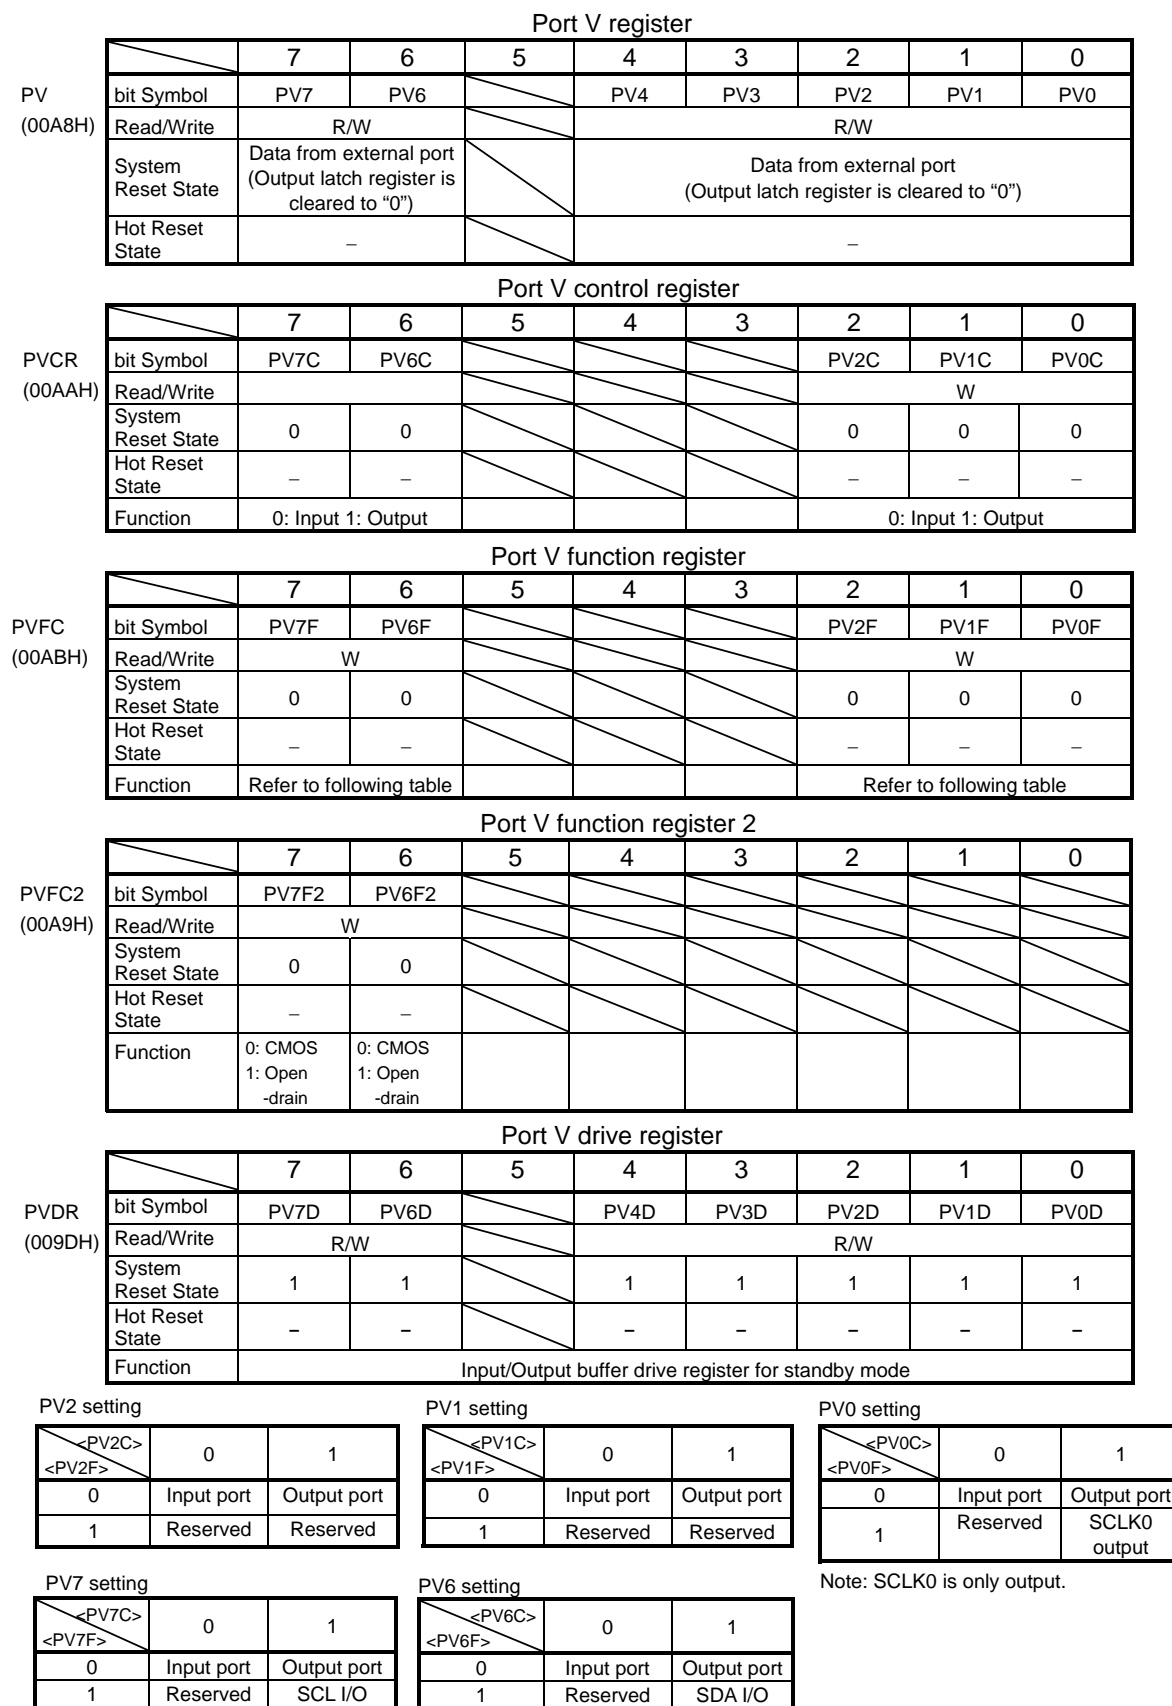 Port V register
7 6 5 4 3 2 1 0
PV
(00A8H)
bit Symbol PV7 PV6 PV4 PV3 PV2 PV1 PV0
Read/Write R/W R/W
System
Reset State
Data from external port
(Output latch register is
cleared to “0”)
Data from external port
(Output latch register is cleared to “0”)
Hot Reset
State
– –
Port V control register
7 6 5 4 3 2 1 0
PVCR
(00AAH)
bit Symbol PV7C PV6C PV2C PV1C PV0C
Read/Write W
System
Reset State
0 0 0 0 0
Hot Reset
State
– – – – –
Function 0: Input 1: Output 0: Input 1: Output
Port V function register
7 6 5 4 3 2 1 0
PVFC
(00ABH)
bit Symbol PV7F PV6F PV2F PV1F PV0F
Read/Write W W
System
Reset State
0 0 0 0 0
Hot Reset
State
– – – – –
Function Refer to following table Refer to following table
Port V function register 2
7 6 5 4 3 2 1 0
PVFC2
(00A9H)
bit Symbol PV7F2 PV6F2
Read/Write W
System
Reset State
0 0
Hot Reset
State
– –
Function
0: CMOS
1: Open
-drain
0: CMOS
1: Open
-drain
Port V drive register
7 6 5 4 3 2 1 0
PVDR
(009DH)
bit Symbol PV7D PV6D PV4D PV3D PV2D PV1D PV0D
Read/Write R/W R/W
System
Reset State
1 1 1 1 1 1 1
Hot Reset
State
– – – – – – –
Function Input/Output buffer drive register for standby mode
PV2 setting
<PV2C>
<PV2F>
0 1
0 Input port Output port
1 Reserved Reserved
PV1 setting
<PV1C>
<PV1F>
0 1
0 Input port Output port
1 Reserved Reserved
PV0 setting
<PV0C>
<PV0F>
0 1
0 Input port Output port
1 Reserved SCLK0
output
Note: SCLK0 is only output.
PV7 setting
<PV7C>
<PV7F>
0 1
0 Input port Output port
1 Reserved SCL I/O
PV6 setting
<PV6C>
<PV6F>
0 1
0 Input port Output port
1 Reserved SDA I/O